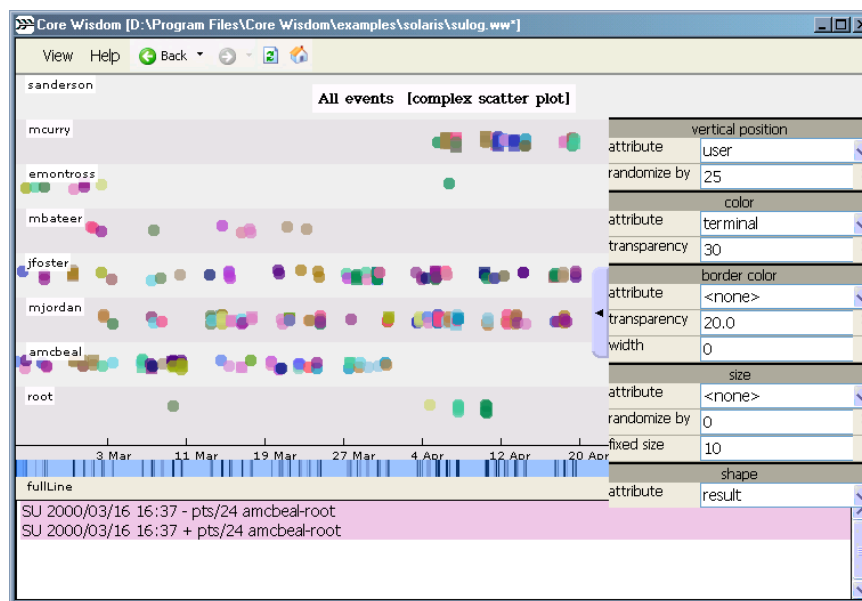 Core Wisdom [D:\Program Files\Core Wisdom\examples\solaris\sulog.ww*]
View Help Back
sanderson
All events [complex scatter plot]
mcurry
emontross
mbateer
jfoster
mjordan
amcbeal
root
3 Mar 11 Mar 19 Mar 27 Mar 4 Apr 12 Apr 20 Apr
vertical position
attribute user
randomize by 25
color
attribute terminal
transparency 30
border color
attribute <none>
transparency 20.0
width 0
size
attribute <none>
randomize by 0
fixed size 10
shape
attribute result
fullLine
SU 2000/03/16 16:37 - pts/24 amcbeal-root
SU 2000/03/16 16:37 + pts/24 amcbeal-root